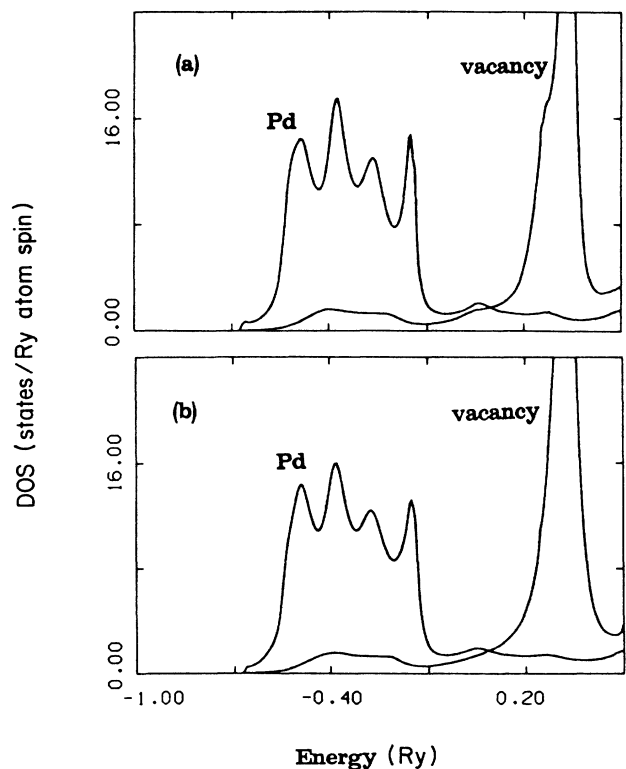 (a)
vacancy
Pd
16.00
0.00
(b)
vacancy
Pd
16.00
0.00
-1.00
-0.40
0.20
DOS (states/Ry atom spin)
Energy (Ry)